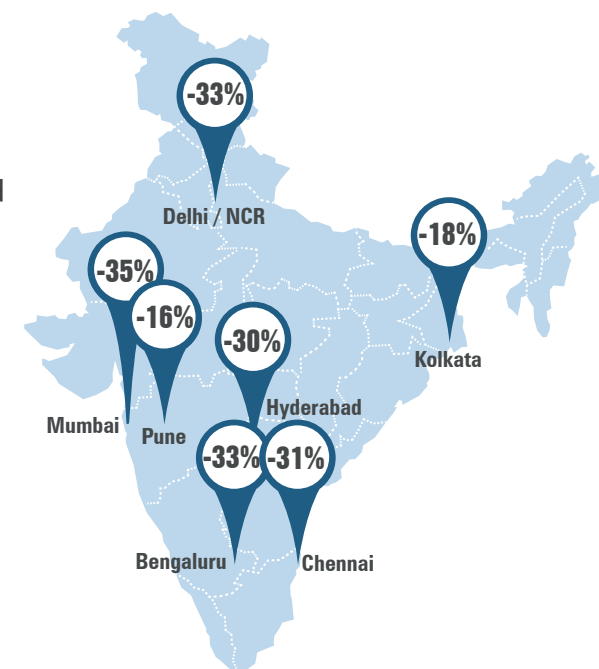 -33%
Delhi / NCR
-18%
Kolkata
-35%
-16%
Mumbai
Pune
-30%
Hyderabad
-33%
-31%
Bengaluru
Chennai